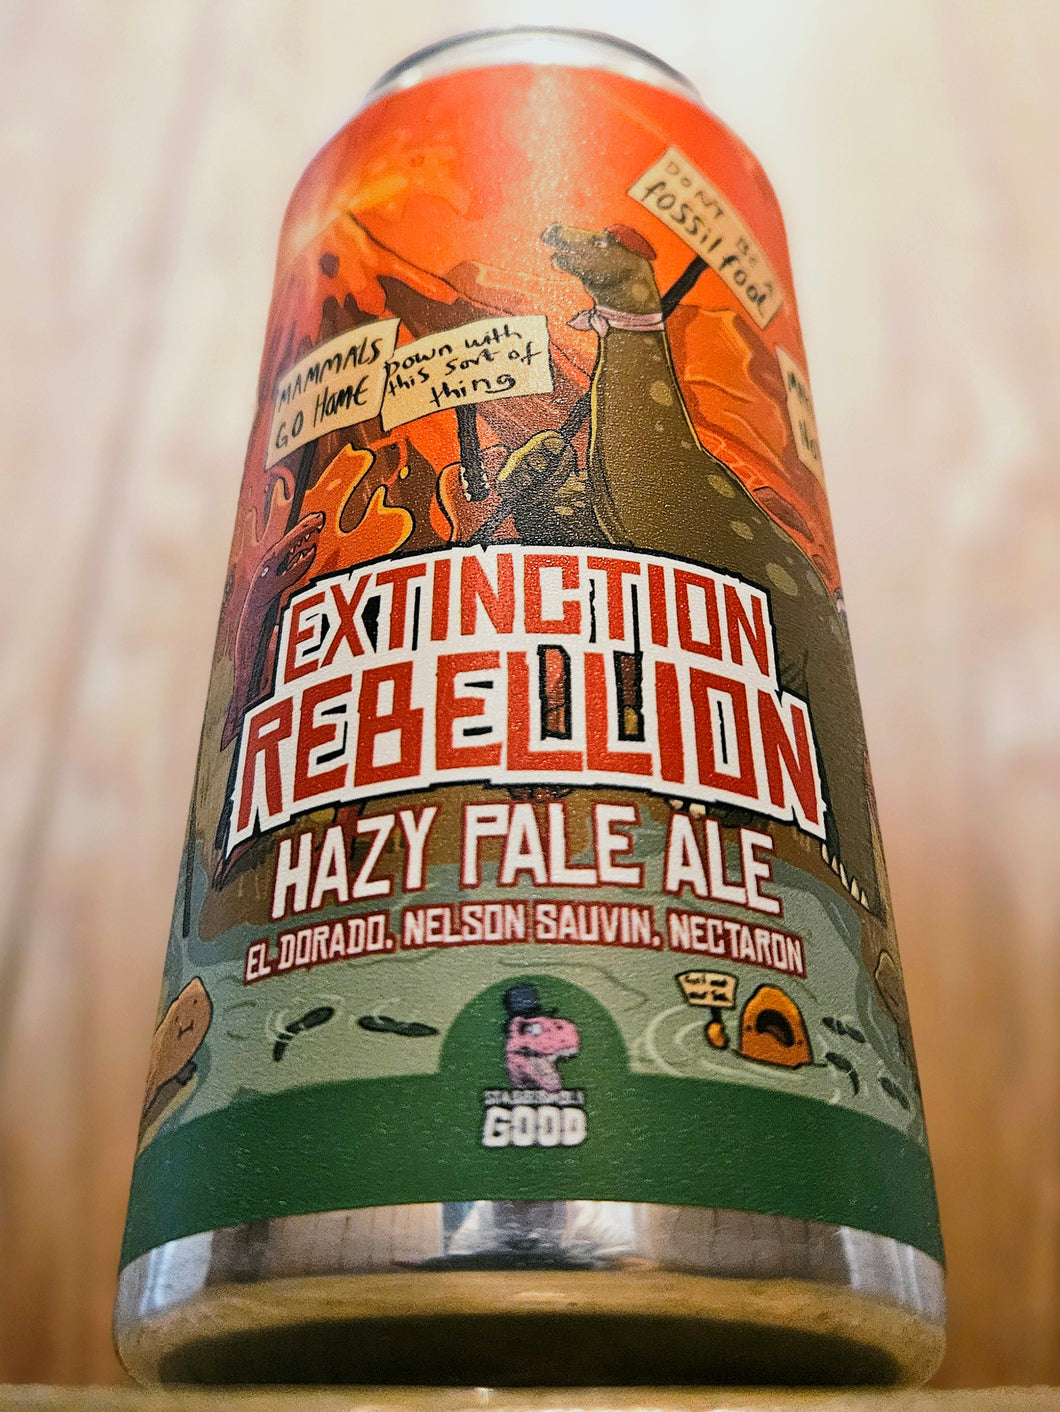 DON'T BE A
fossil fool
MAMMALS
GO HOME
Down with
this sort of
thing
EXTINCTION
REBELLION
HAZY PALE ALE
EL DORADO, NELSON SAUVIN, NECTARON
GOOD